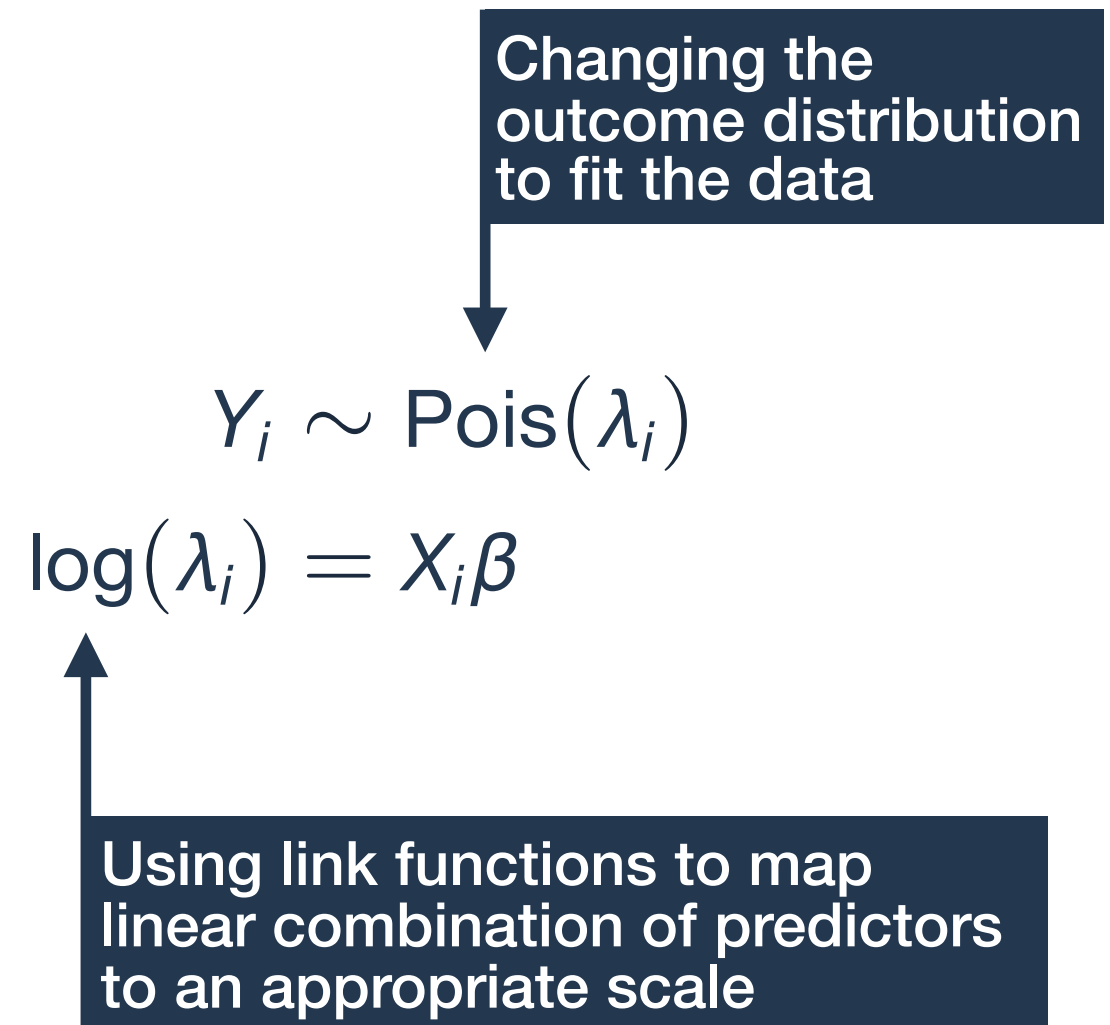 Changing the
outcome distribution
to fit the data
Yᵢ ∼ Pois(λᵢ)
log(λᵢ) = Xᵢβ
Using link functions to map
linear combination of predictors
to an appropriate scale